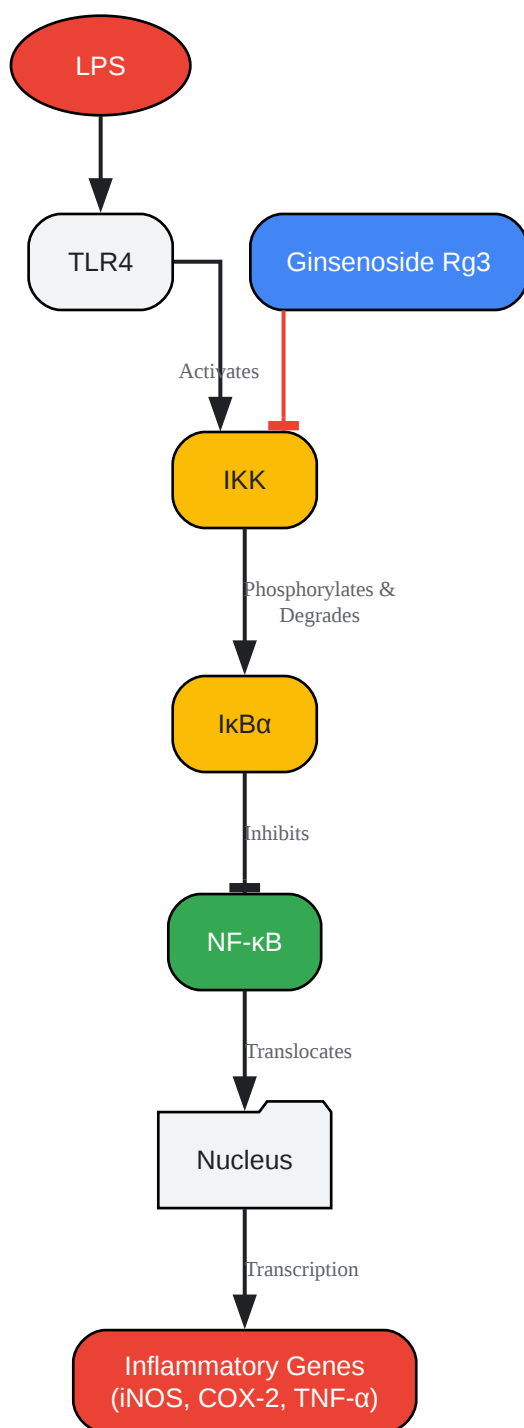 LPS
TLR4
Ginsenoside Rg3
Activates
IKK
Phosphorylates &
Degrades
IκBα
Inhibits
NF-κB
Translocates
Nucleus
Transcription
Inflammatory Genes
(iNOS, COX-2, TNF-α)